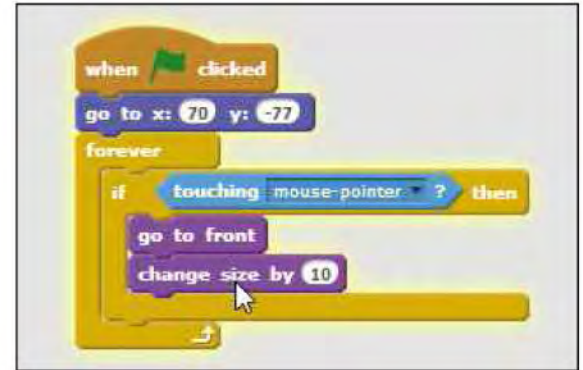 when clicked
go to x: 70 y: -77
forever
if touching mouse-pointer ? then
go to front
change size by 10